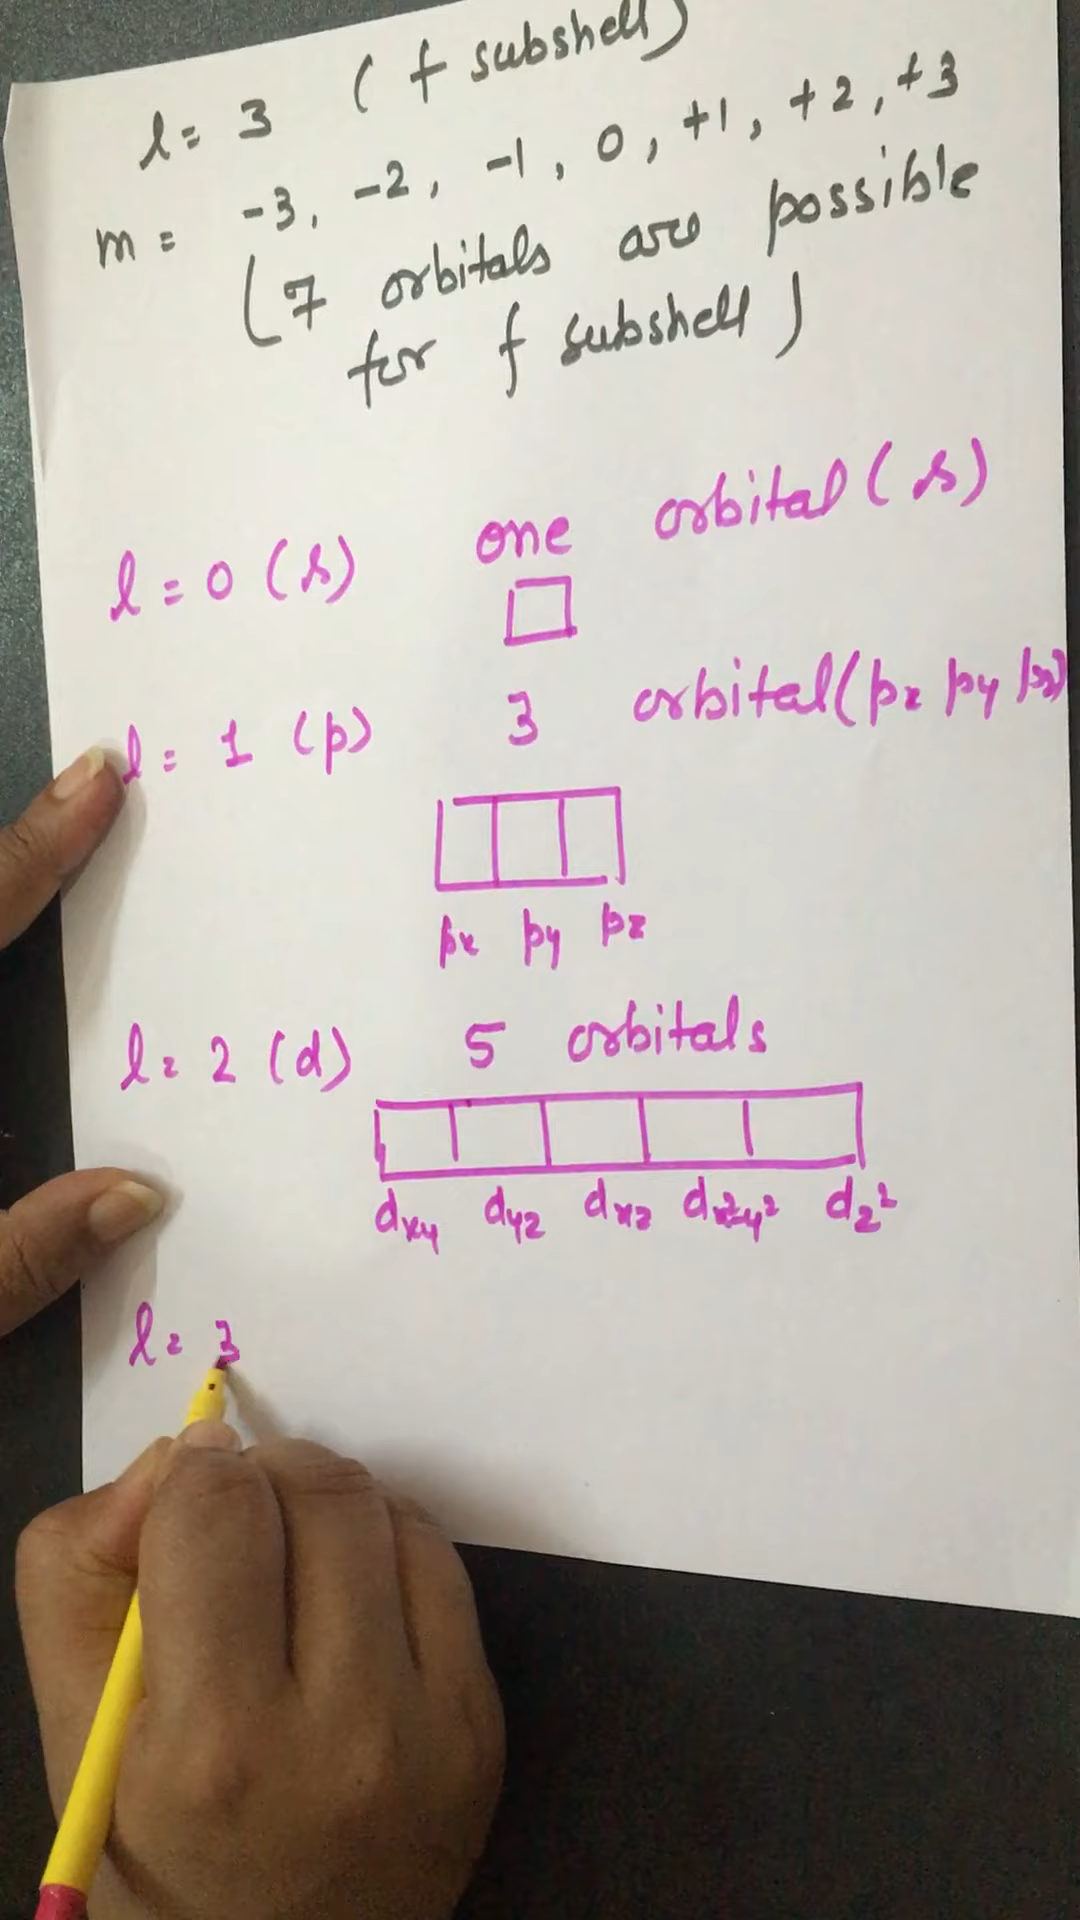 l = 3 (f subshell)
m = -3, -2, -1, 0, +1, +2, +3
(7 orbitals are possible
for f subshell)
l = 0 (s) one orbital (s)
l = 1 (p) 3 orbital (px py pz)
px py pz
l = 2 (d) 5 orbitals
dxy dyz dxz dx²-y² dz²
l = 3